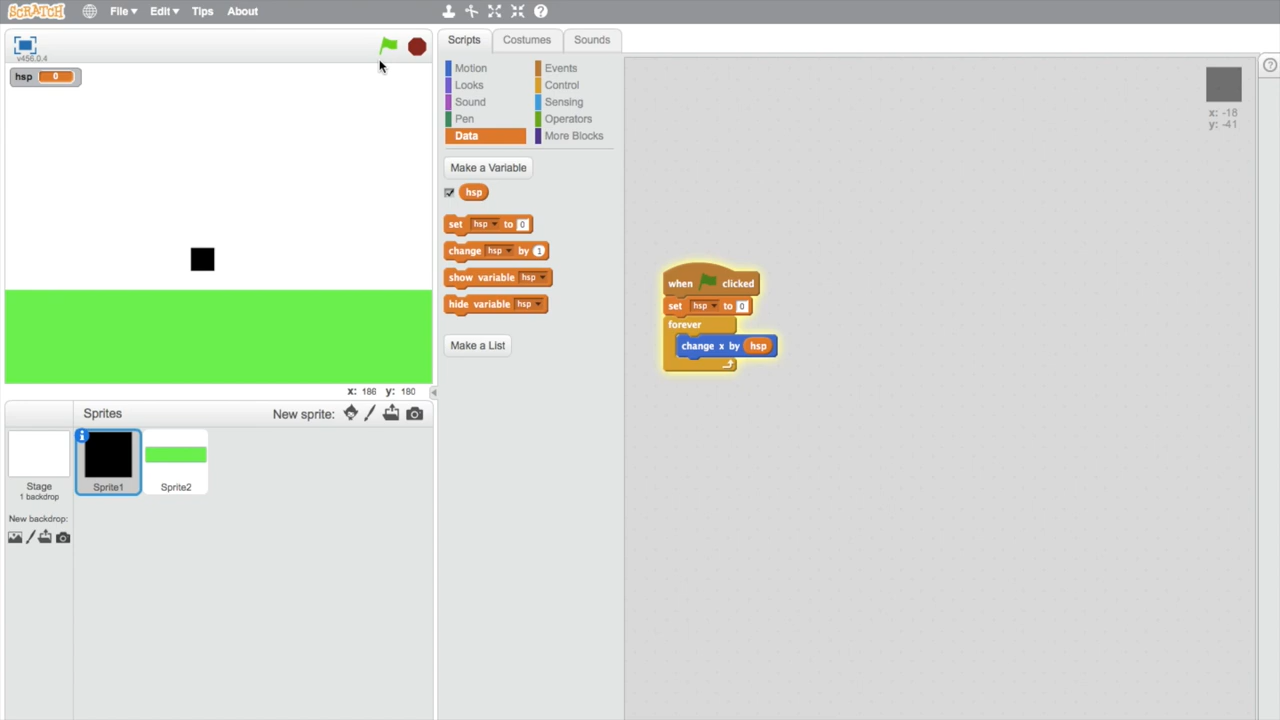 SCRATCH File Edit Tips About
v456.0.4
hsp 0
x: 186 y: 180
Sprites New sprite:
Stage
1 backdrop
New backdrop:
Sprite1
Sprite2
Scripts Costumes Sounds
Motion Events
Looks Control
Sound Sensing
Pen Operators
Data More Blocks
Make a Variable
hsp
set hsp to 0
change hsp by 1
show variable hsp
hide variable hsp
Make a List
when clicked
set hsp to 0
forever
change x by hsp
x: -18
y: -41